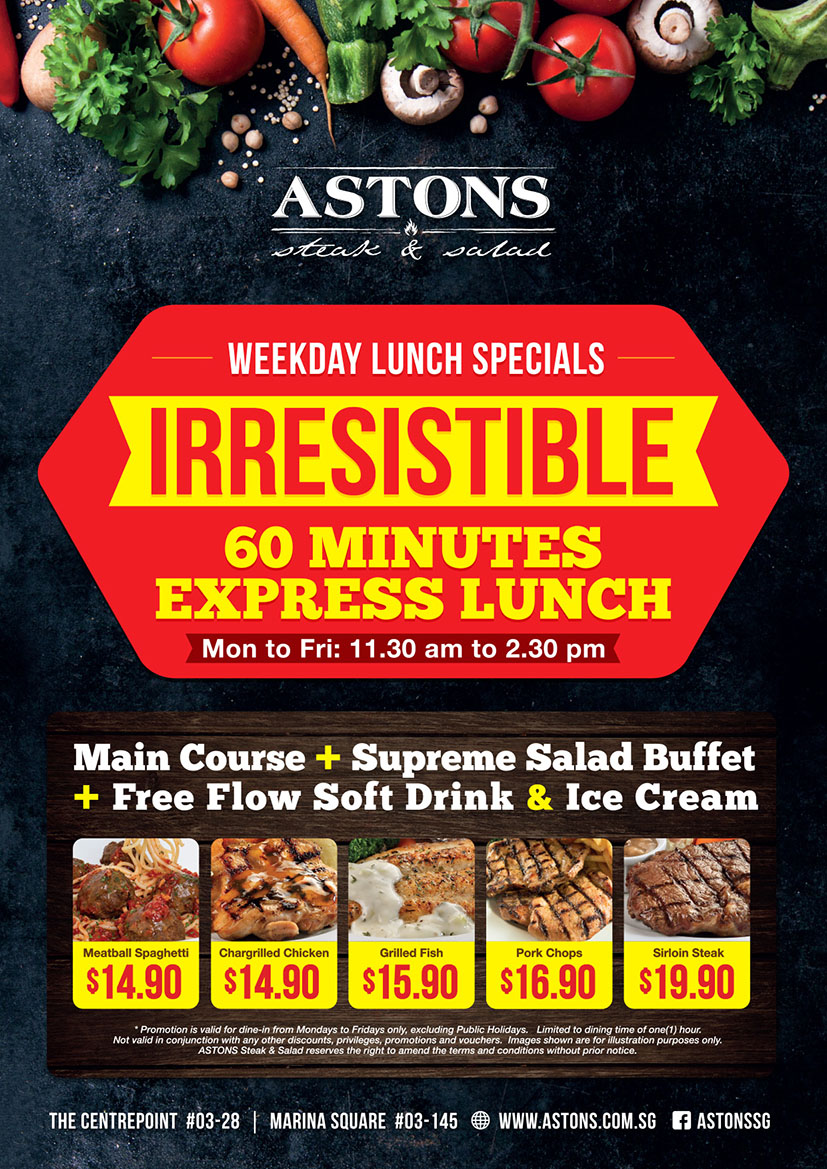 ASTONS
steak & salad
WEEKDAY LUNCH SPECIALS
IRRESISTIBLE
60 MINUTES
EXPRESS LUNCH
Mon to Fri: 11.30 am to 2.30 pm
Main Course + Supreme Salad Buffet
+ Free Flow Soft Drink & Ice Cream
Meatball Spaghetti
$14.90
Chargrilled Chicken
$14.90
Grilled Fish
$15.90
Pork Chops
$16.90
Sirloin Steak
$19.90
* Promotion is valid for dine-in from Mondays to Fridays only, excluding Public Holidays. Limited to dining time of one(1) hour.
Not valid in conjunction with any other discounts, privileges, promotions and vouchers. Images shown are for illustration purposes only.
ASTONS Steak & Salad reserves the right to amend the terms and conditions without prior notice.
THE CENTREPOINT #03-28 | MARINA SQUARE #03-145 WWW.ASTONS.COM.SG f ASTONSSG